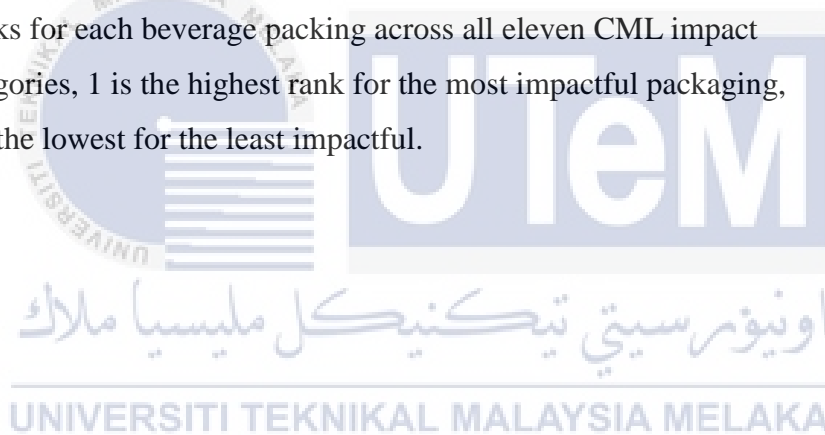 ks for each beverage packing across all eleven CML impact
gories, 1 is the highest rank for the most impactful packaging,
the lowest for the least impactful.
UTeM
اونيۏرسيتي تيكنيكل مليسيا ملاك
UNIVERSITI TEKNIKAL MALAYSIA MELAKA